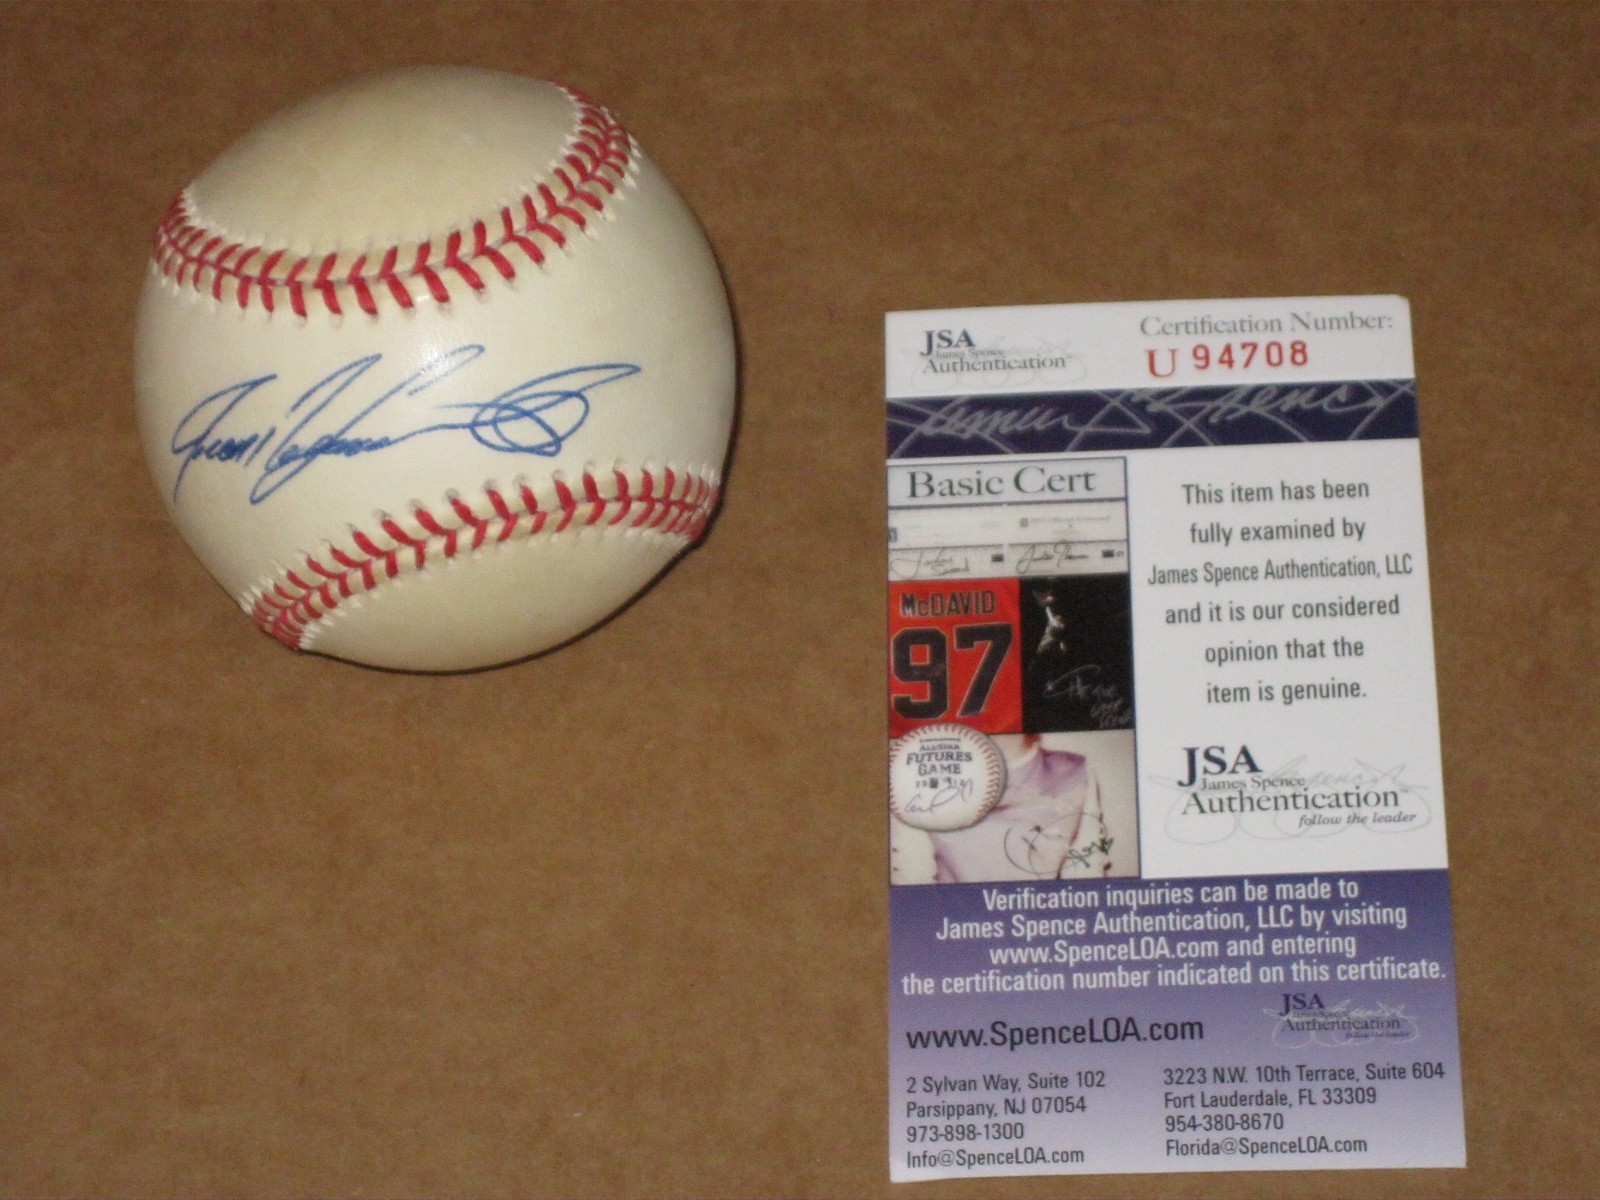 JSA
James Spence
Authentication™
Certification Number:
U 94708
Basic Cert
McDAVID
97
ALL-STAR
FUTURES
GAME
This item has been
fully examined by
James Spence Authentication, LLC
and it is our considered
opinion that the
item is genuine.
JSA
James Spence
Authentication™
follow the leader
Verification inquiries can be made to
James Spence Authentication, LLC by visiting
www.SpenceLOA.com and entering
the certification number indicated on this certificate.
www.SpenceLOA.com
JSA
James Spence
Authentication
follow the leader
2 Sylvan Way, Suite 102
Parsippany, NJ 07054
973-898-1300
Info@SpenceLOA.com
3223 N.W. 10th Terrace, Suite 604
Fort Lauderdale, FL 33309
954-380-8670
Florida@SpenceLOA.com